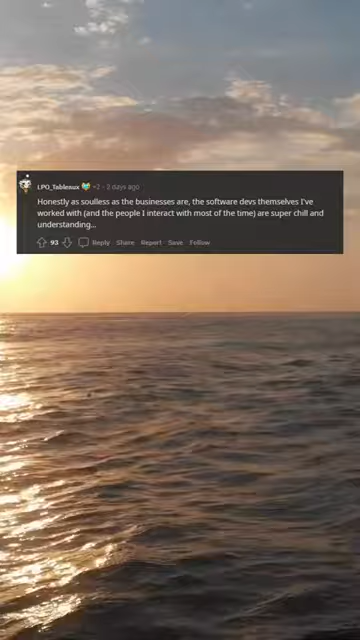 LPQ_Tableaux +2 · 2 days ago
Honestly as soulless as the businesses are, the software devs themselves I've
worked with (and the people I interact with most of the time) are super chill and
understanding...
93 Reply Share Report Save Follow